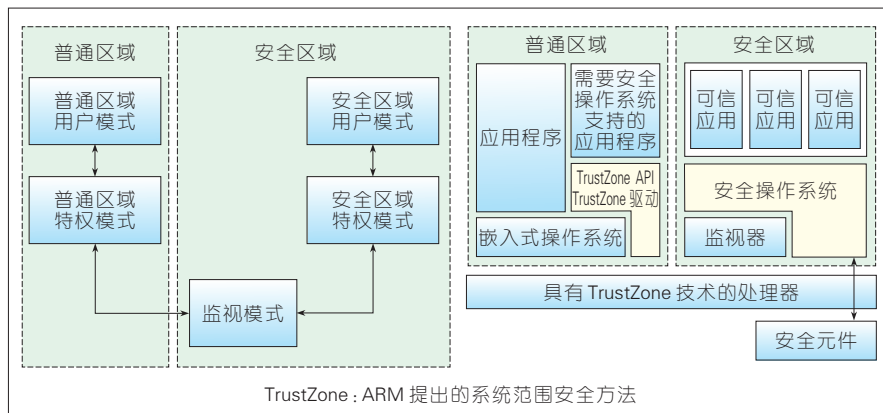 普通区域
安全区域
普通区域
用户模式
安全区域
用户模式
普通区域
特权模式
安全区域
特权模式
监视模式
普通区域
安全区域
应用程序
需要安全
操作系统
支持的
应用程序
可信
应用
可信
应用
可信
应用
TrustZone API
TrustZone 驱动
安全操作系统
嵌入式操作系统
监视器
具有 TrustZone 技术的处理器
安全元件
TrustZone : ARM 提出的系统范围安全方法